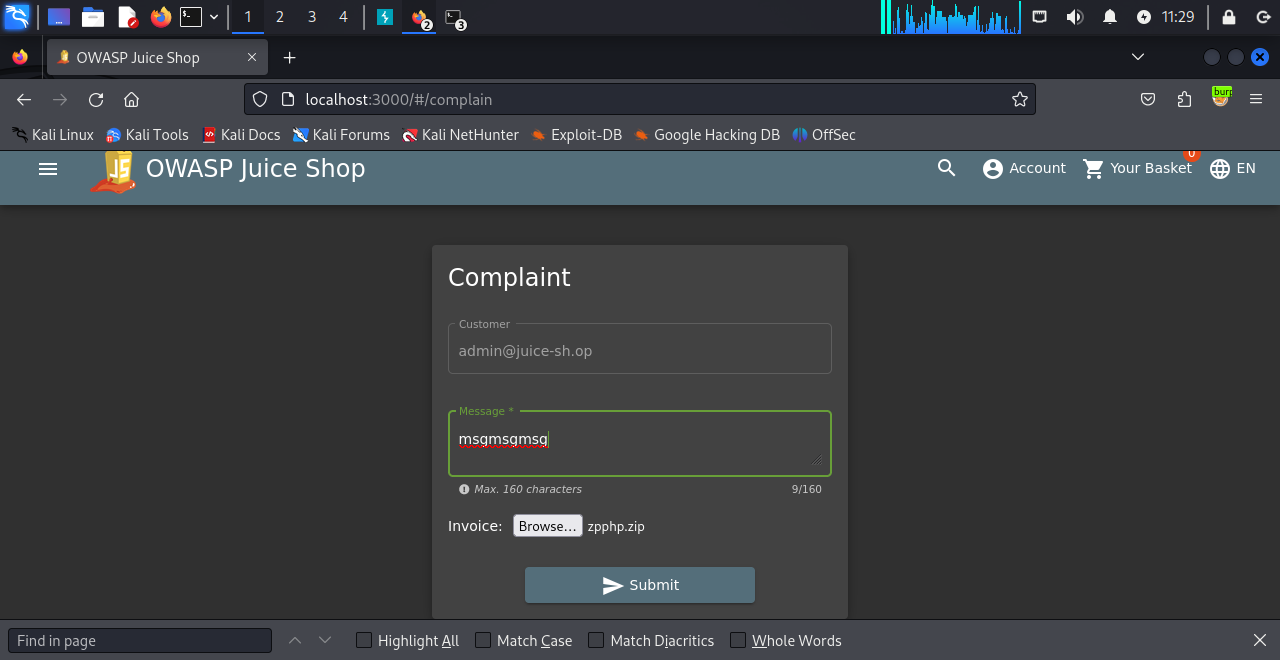 1 2 3 4 2 3 11:29
OWASP Juice Shop
localhost:3000/#/complain burp
Kali Linux Kali Tools Kali Docs Kali Forums Kali NetHunter Exploit-DB Google Hacking DB OffSec
OWASP Juice Shop Account 0 Your Basket EN
Complaint
Customer
admin@juice-sh.op
Message *
msgmsgmsg
Max. 160 characters 9/160
Invoice: Browse... zpphp.zip
Submit
Find in page Highlight All Match Case Match Diacritics Whole Words